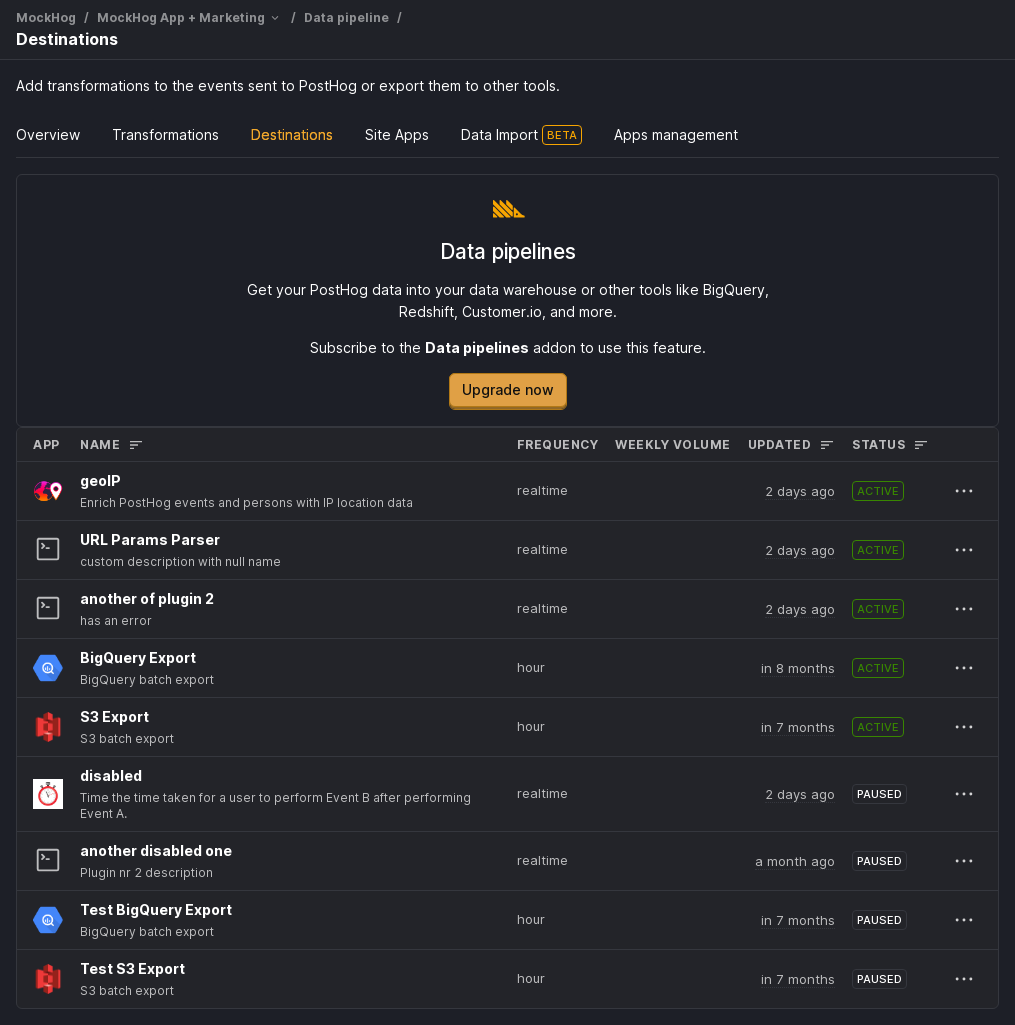 MockHog / MockHog App + Marketing / Data pipeline /
Destinations
Add transformations to the events sent to PostHog or export them to other tools.
Overview Transformations Destinations Site Apps Data Import BETA Apps management
Data pipelines
Get your PostHog data into your data warehouse or other tools like BigQuery,
Redshift, Customer.io, and more.
Subscribe to the Data pipelines addon to use this feature.
Upgrade now
APP NAME FREQUENCY WEEKLY VOLUME UPDATED STATUS
geoIP
Enrich PostHog events and persons with IP location data
realtime 2 days ago ACTIVE
URL Params Parser
custom description with null name
realtime 2 days ago ACTIVE
another of plugin 2
has an error
realtime 2 days ago ACTIVE
BigQuery Export
BigQuery batch export
hour in 8 months ACTIVE
S3 Export
S3 batch export
hour in 7 months ACTIVE
disabled
Time the time taken for a user to perform Event B after performing
Event A.
realtime 2 days ago PAUSED
another disabled one
Plugin nr 2 description
realtime a month ago PAUSED
Test BigQuery Export
BigQuery batch export
hour in 7 months PAUSED
Test S3 Export
S3 batch export
hour in 7 months PAUSED